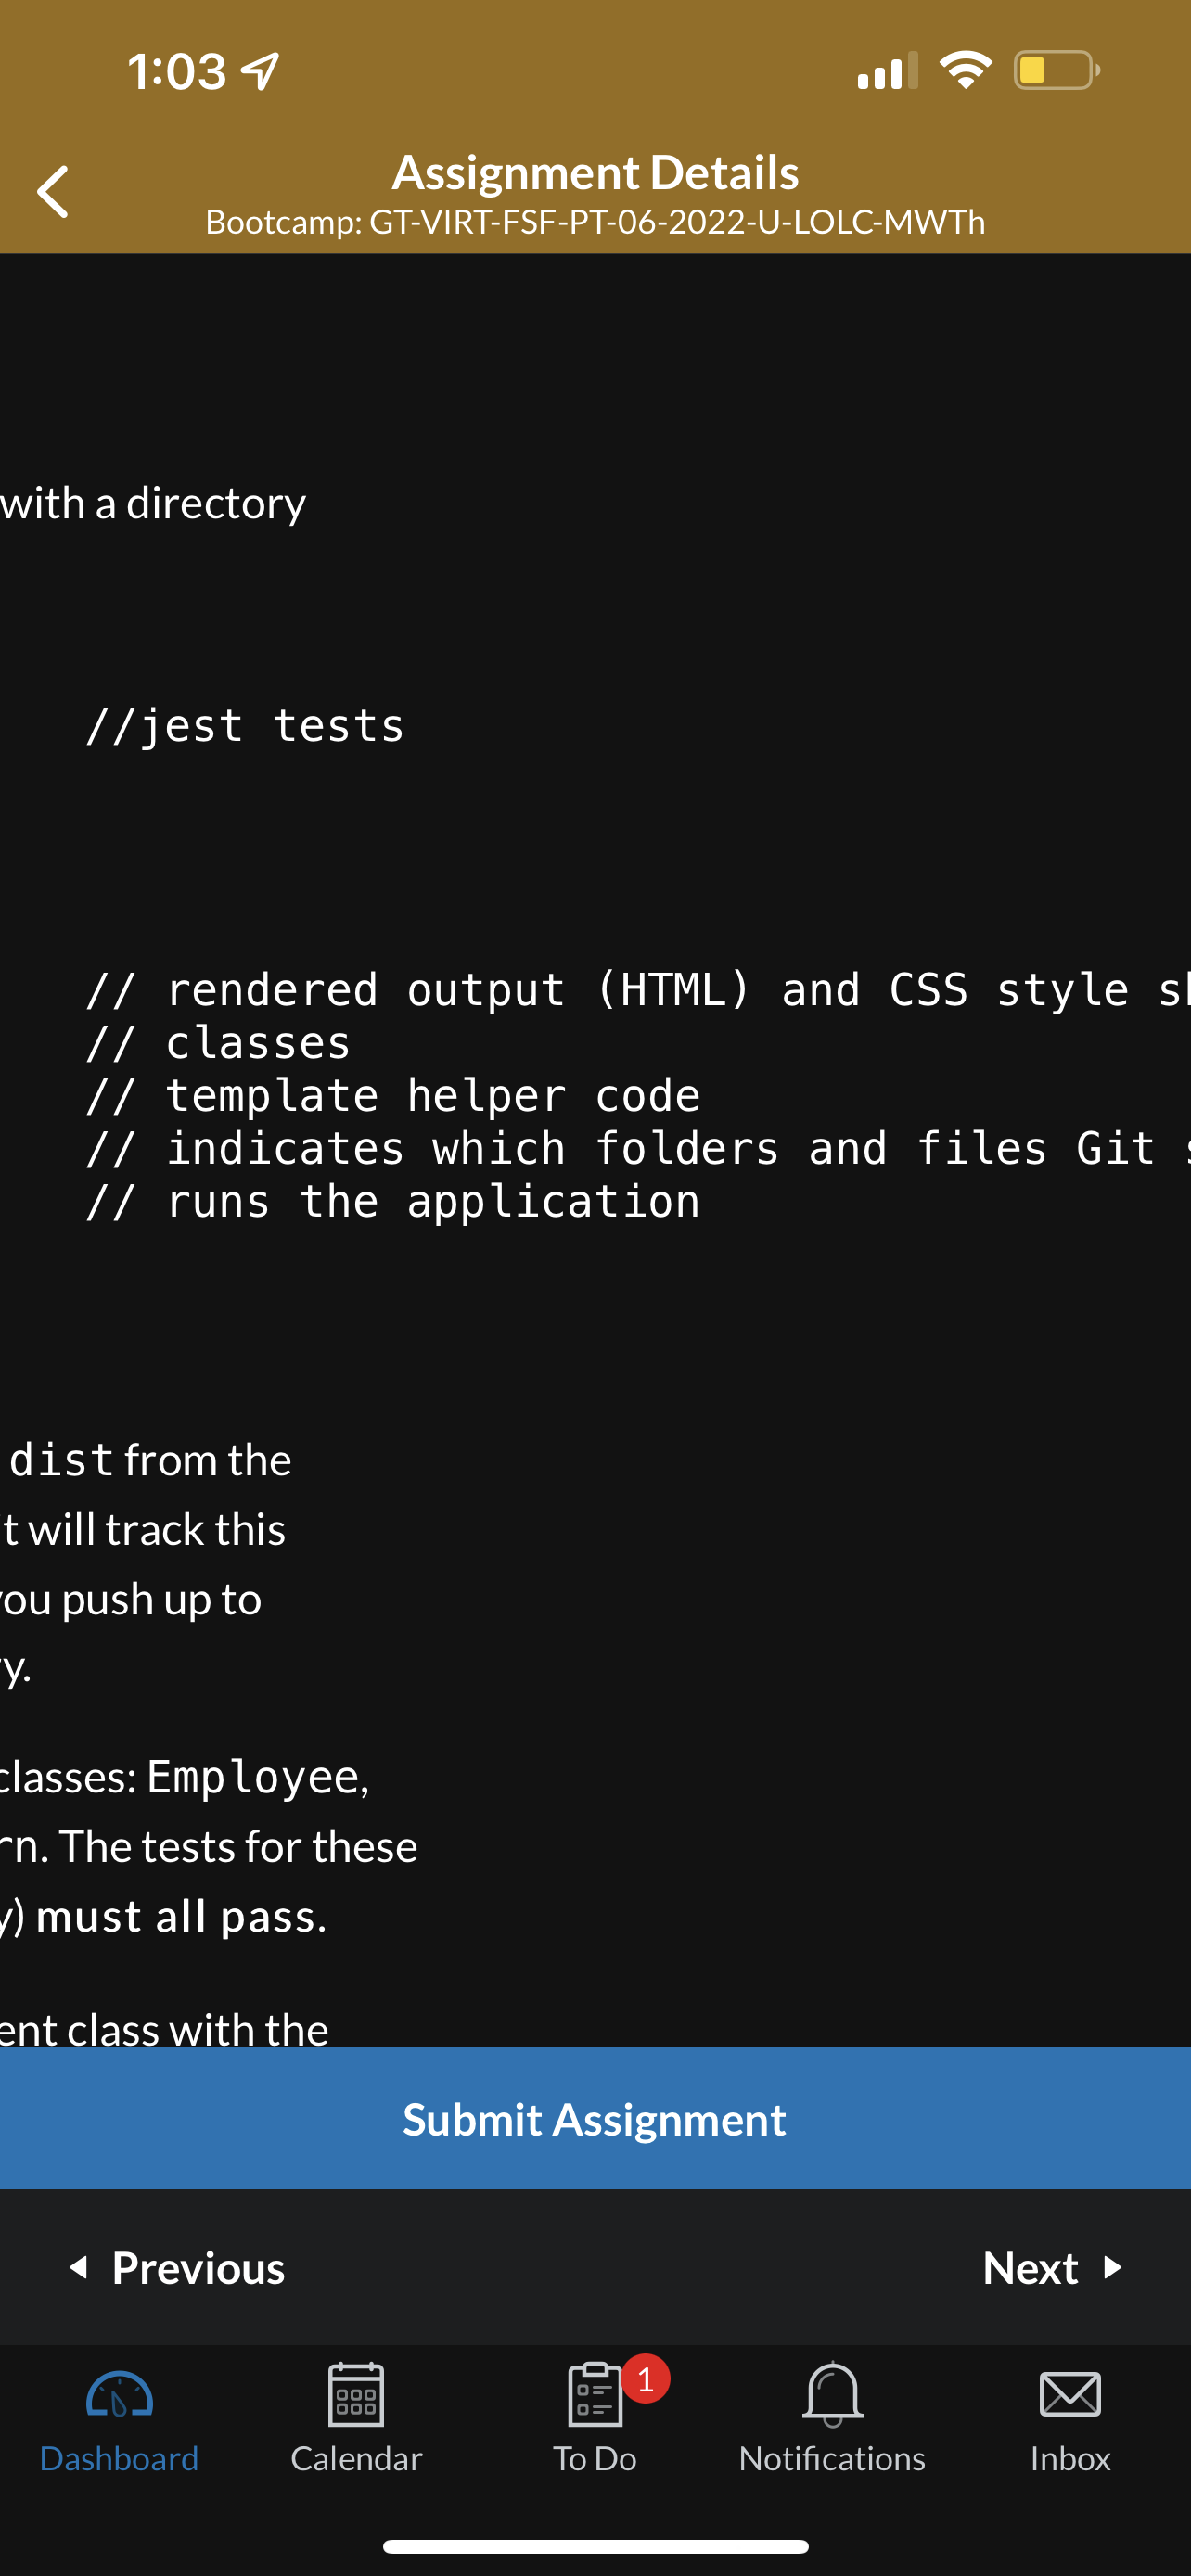 1:03
Assignment Details
Bootcamp: GT-VIRT-FSF-PT-06-2022-U-LOLC-MWTh
with a directory
//jest tests
// rendered output (HTML) and CSS style
// classes
// template helper code
// indicates which folders and files Git
// runs the application
dist from the
t will track this
you push up to
y.
classes: Employee,
rn. The tests for these
y) must all pass.
ent class with the
Submit Assignment
Previous
Next
1
Dashboard
Calendar
To Do
Notifications
Inbox